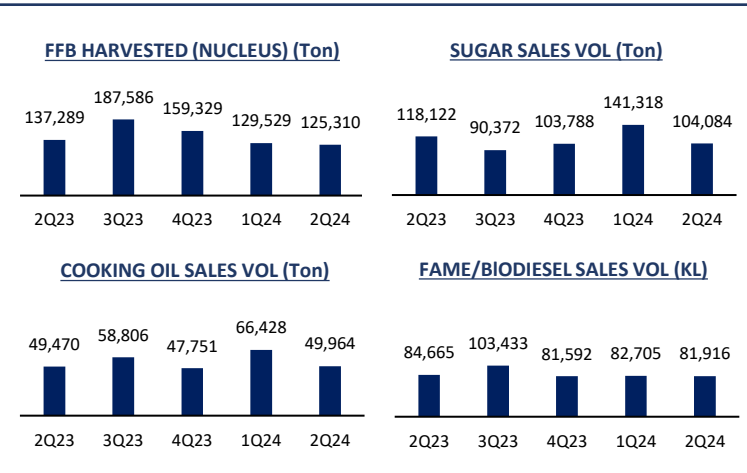 FFB HARVESTED (NUCLEUS) (Ton)
137,289 187,586 159,329 129,529 125,310
2Q23 3Q23 4Q23 1Q24 2Q24
SUGAR SALES VOL (Ton)
118,122 90,372 103,788 141,318 104,084
2Q23 3Q23 4Q23 1Q24 2Q24
COOKING OIL SALES VOL (Ton)
49,470 58,806 47,751 66,428 49,964
2Q23 3Q23 4Q23 1Q24 2Q24
FAME/BIODIESEL SALES VOL (KL)
84,665 103,433 81,592 82,705 81,916
2Q23 3Q23 4Q23 1Q24 2Q24